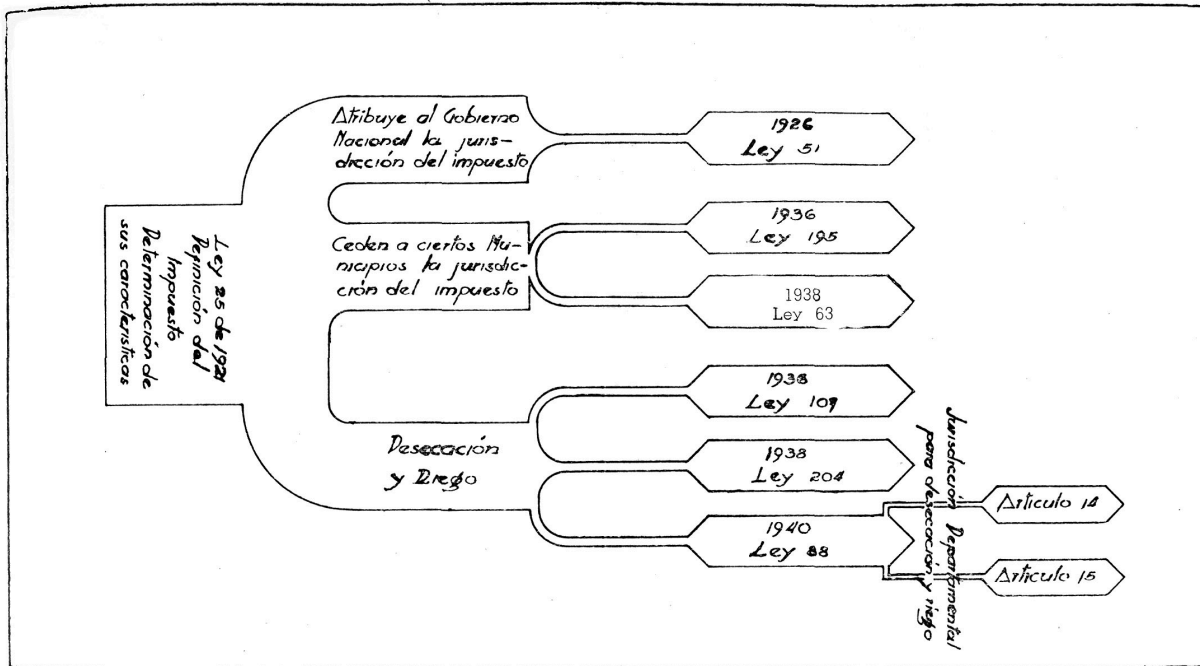 Ley 25 de 1921
Definición del
Impuesto
Determinación de
sus características
Atribuye al Gobierno
Nacional la juris-
dicción del impuesto
1926
Ley 51
Ceden a ciertos Mu-
nicipios la jurisdic-
ción del impuesto
1936
Ley 195
1938
Ley 63
Desecación
y Riego
1938
Ley 109
1938
Ley 204
1940
Ley 88
Jurisdicción Departamental
para desecación y riego
Artículo 14
Artículo 15